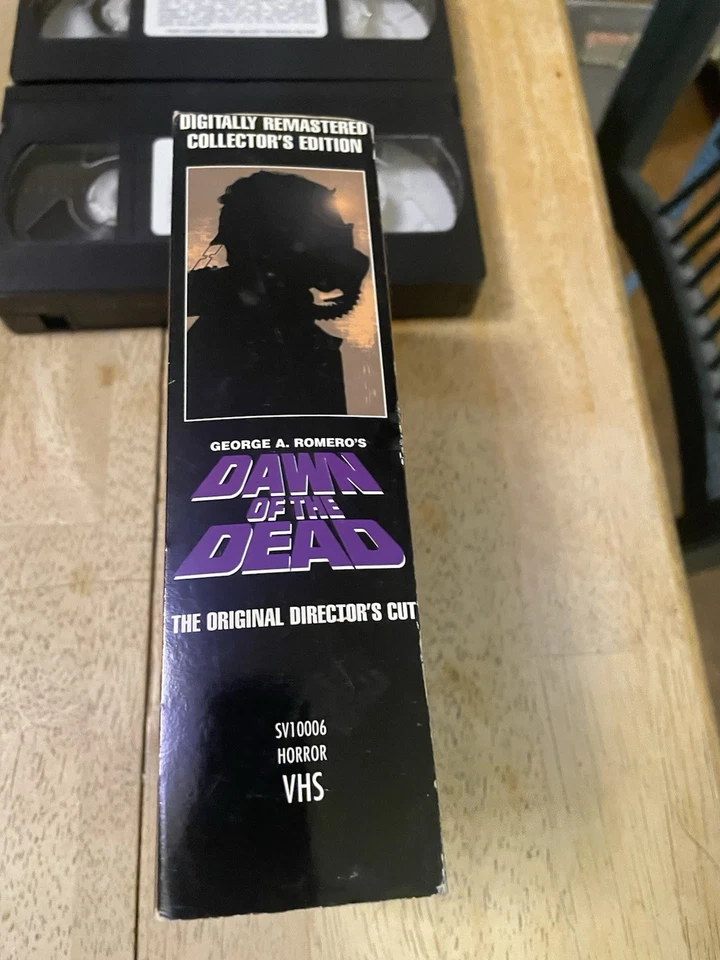 DIGITALLY REMASTERED
COLLECTOR'S EDITION
GEORGE A. ROMERO'S
DAWN
OF THE
DEAD
THE ORIGINAL DIRECTOR'S CUT
SV10006
HORROR
VHS